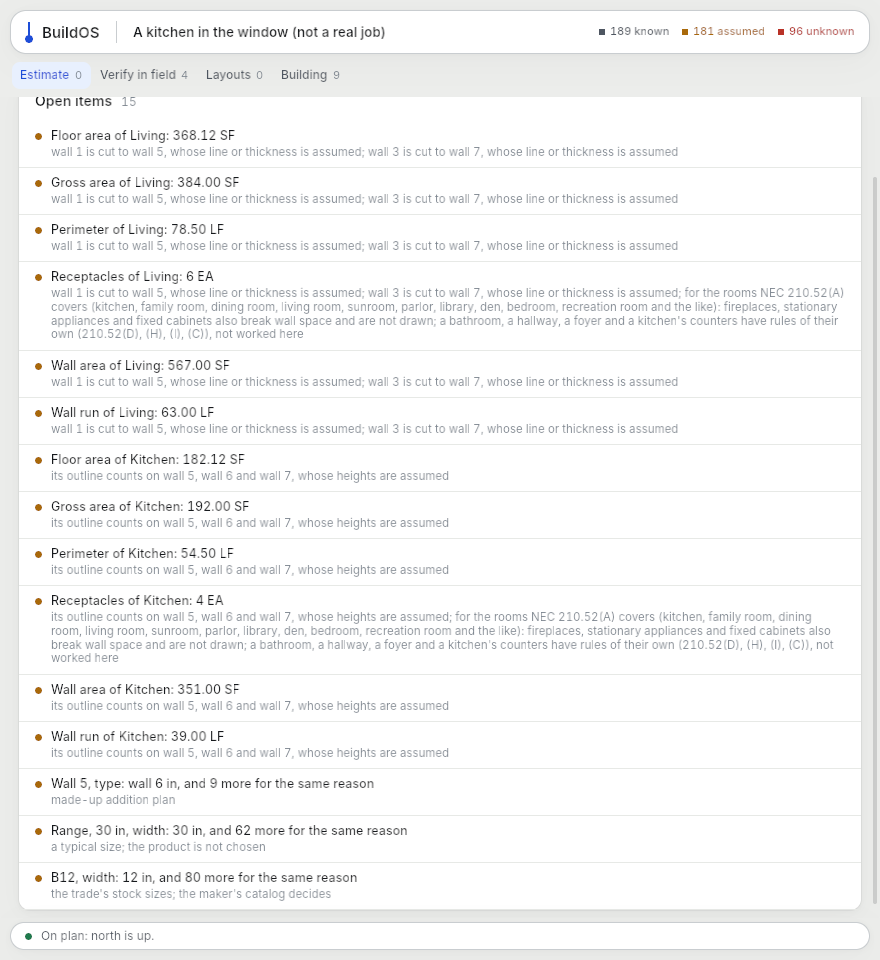 BuildOS
A kitchen in the window (not a real job)
189 known
181 assumed
96 unknown
Estimate 0
Verify in field 4
Layouts 0
Building 9
Open items 15
Floor area of Living: 368.12 SF
wall 1 is cut to wall 5, whose line or thickness is assumed; wall 3 is cut to wall 7, whose line or thickness is assumed
Gross area of Living: 384.00 SF
wall 1 is cut to wall 5, whose line or thickness is assumed; wall 3 is cut to wall 7, whose line or thickness is assumed
Perimeter of Living: 78.50 LF
wall 1 is cut to wall 5, whose line or thickness is assumed; wall 3 is cut to wall 7, whose line or thickness is assumed
Receptacles of Living: 6 EA
wall 1 is cut to wall 5, whose line or thickness is assumed; wall 3 is cut to wall 7, whose line or thickness is assumed; for the rooms NEC 210.52(A)
covers (kitchen, family room, dining room, living room, sunroom, parlor, library, den, bedroom, recreation room and the like): fireplaces, stationary
appliances and fixed cabinets also break wall space and are not drawn; a bathroom, a hallway, a foyer and a kitchen's counters have rules of their
own (210.52(D), (H), (I), (C)), not worked here
Wall area of Living: 567.00 SF
wall 1 is cut to wall 5, whose line or thickness is assumed; wall 3 is cut to wall 7, whose line or thickness is assumed
Wall run of Living: 63.00 LF
wall 1 is cut to wall 5, whose line or thickness is assumed; wall 3 is cut to wall 7, whose line or thickness is assumed
Floor area of Kitchen: 182.12 SF
its outline counts on wall 5, wall 6 and wall 7, whose heights are assumed
Gross area of Kitchen: 192.00 SF
its outline counts on wall 5, wall 6 and wall 7, whose heights are assumed
Perimeter of Kitchen: 54.50 LF
its outline counts on wall 5, wall 6 and wall 7, whose heights are assumed
Receptacles of Kitchen: 4 EA
its outline counts on wall 5, wall 6 and wall 7, whose heights are assumed; for the rooms NEC 210.52(A) covers (kitchen, family room, dining
room, living room, sunroom, parlor, library, den, bedroom, recreation room and the like): fireplaces, stationary appliances and fixed cabinets also
break wall space and are not drawn; a bathroom, a hallway, a foyer and a kitchen's counters have rules of their own (210.52(D), (H), (I), (C)), not
worked here
Wall area of Kitchen: 351.00 SF
its outline counts on wall 5, wall 6 and wall 7, whose heights are assumed
Wall run of Kitchen: 39.00 LF
its outline counts on wall 5, wall 6 and wall 7, whose heights are assumed
Wall 5, type: wall 6 in, and 9 more for the same reason
made-up addition plan
Range, 30 in, width: 30 in, and 62 more for the same reason
a typical size; the product is not chosen
B12, width: 12 in, and 80 more for the same reason
the trade's stock sizes; the maker's catalog decides
On plan: north is up.